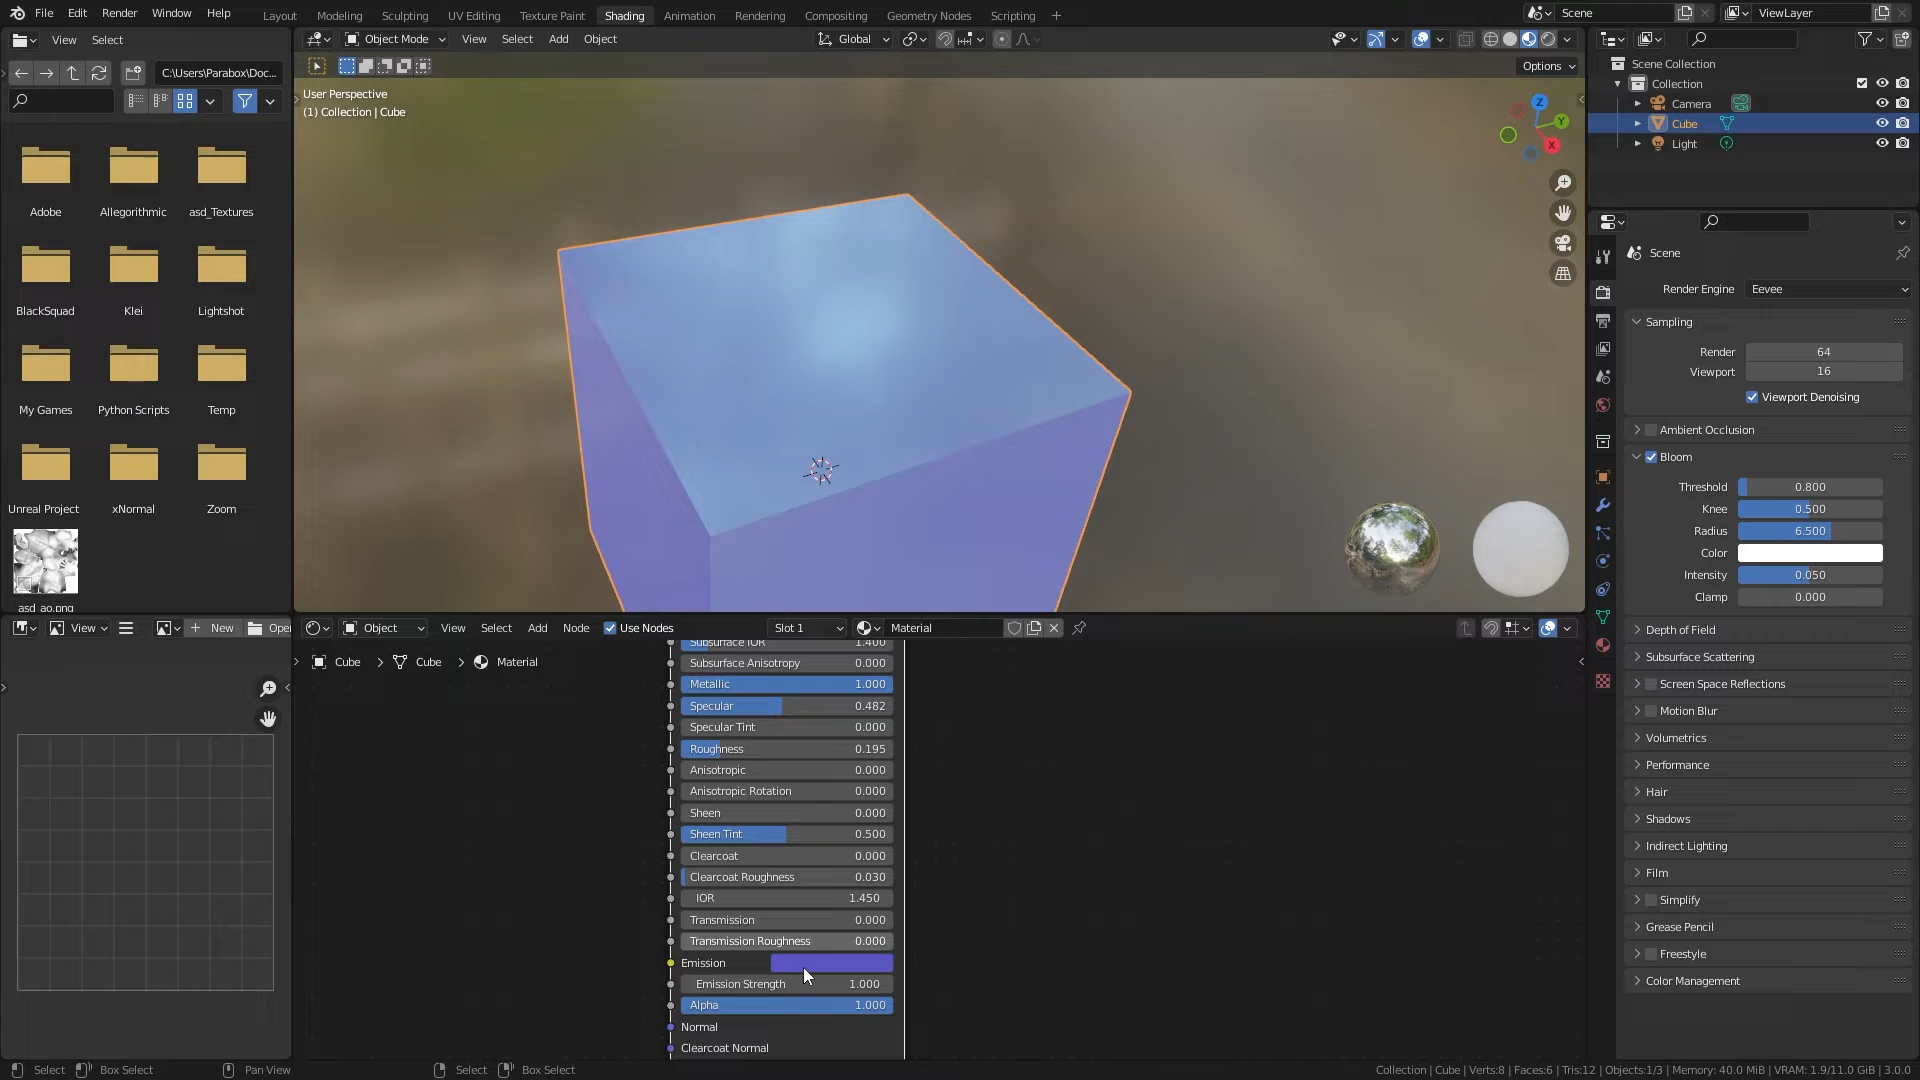 File Edit Render Window Help Layout Modeling Sculpting UV Editing Texture Paint Shading Animation Rendering Compositing Geometry Nodes Scripting + Scene ViewLayer
View Select
C:\Users\Parabox\Doc...
Adobe Allegorithmic asd_Textures
BlackSquad Klei Lightshot
My Games Python Scripts Temp
Unreal Project xNormal Zoom
asd_ao.png
Object Mode View Select Add Object Global
Options
User Perspective
(1) Collection | Cube
Z
Y
X
Scene Collection
Collection
Camera
Cube
Light
Scene
Render Engine Eevee
Sampling
Render 64
Viewport 16
Viewport Denoising
Ambient Occlusion
Bloom
Threshold 0.800
Knee 0.500
Radius 6.500
Color
Intensity 0.050
Clamp 0.000
Depth of Field
Subsurface Scattering
Screen Space Reflections
Motion Blur
Volumetrics
Performance
Hair
Shadows
Indirect Lighting
Film
Simplify
Grease Pencil
Freestyle
Color Management
View + New Open
Object View Select Add Node Use Nodes Slot 1 Material
Cube > Cube > Material
Subsurface IOR 1.400
Subsurface Anisotropy 0.000
Metallic 1.000
Specular 0.482
Specular Tint 0.000
Roughness 0.195
Anisotropic 0.000
Anisotropic Rotation 0.000
Sheen 0.000
Sheen Tint 0.500
Clearcoat 0.000
Clearcoat Roughness 0.030
IOR 1.450
Transmission 0.000
Transmission Roughness 0.000
Emission
Emission Strength 1.000
Alpha 1.000
Normal
Clearcoat Normal
Select Box Select Pan View Select Box Select Collection | Cube | Verts:8 | Faces:6 | Tris:12 | Objects:1/3 | Memory: 40.0 MiB | VRAM: 1.9/11.0 GiB | 3.0.0